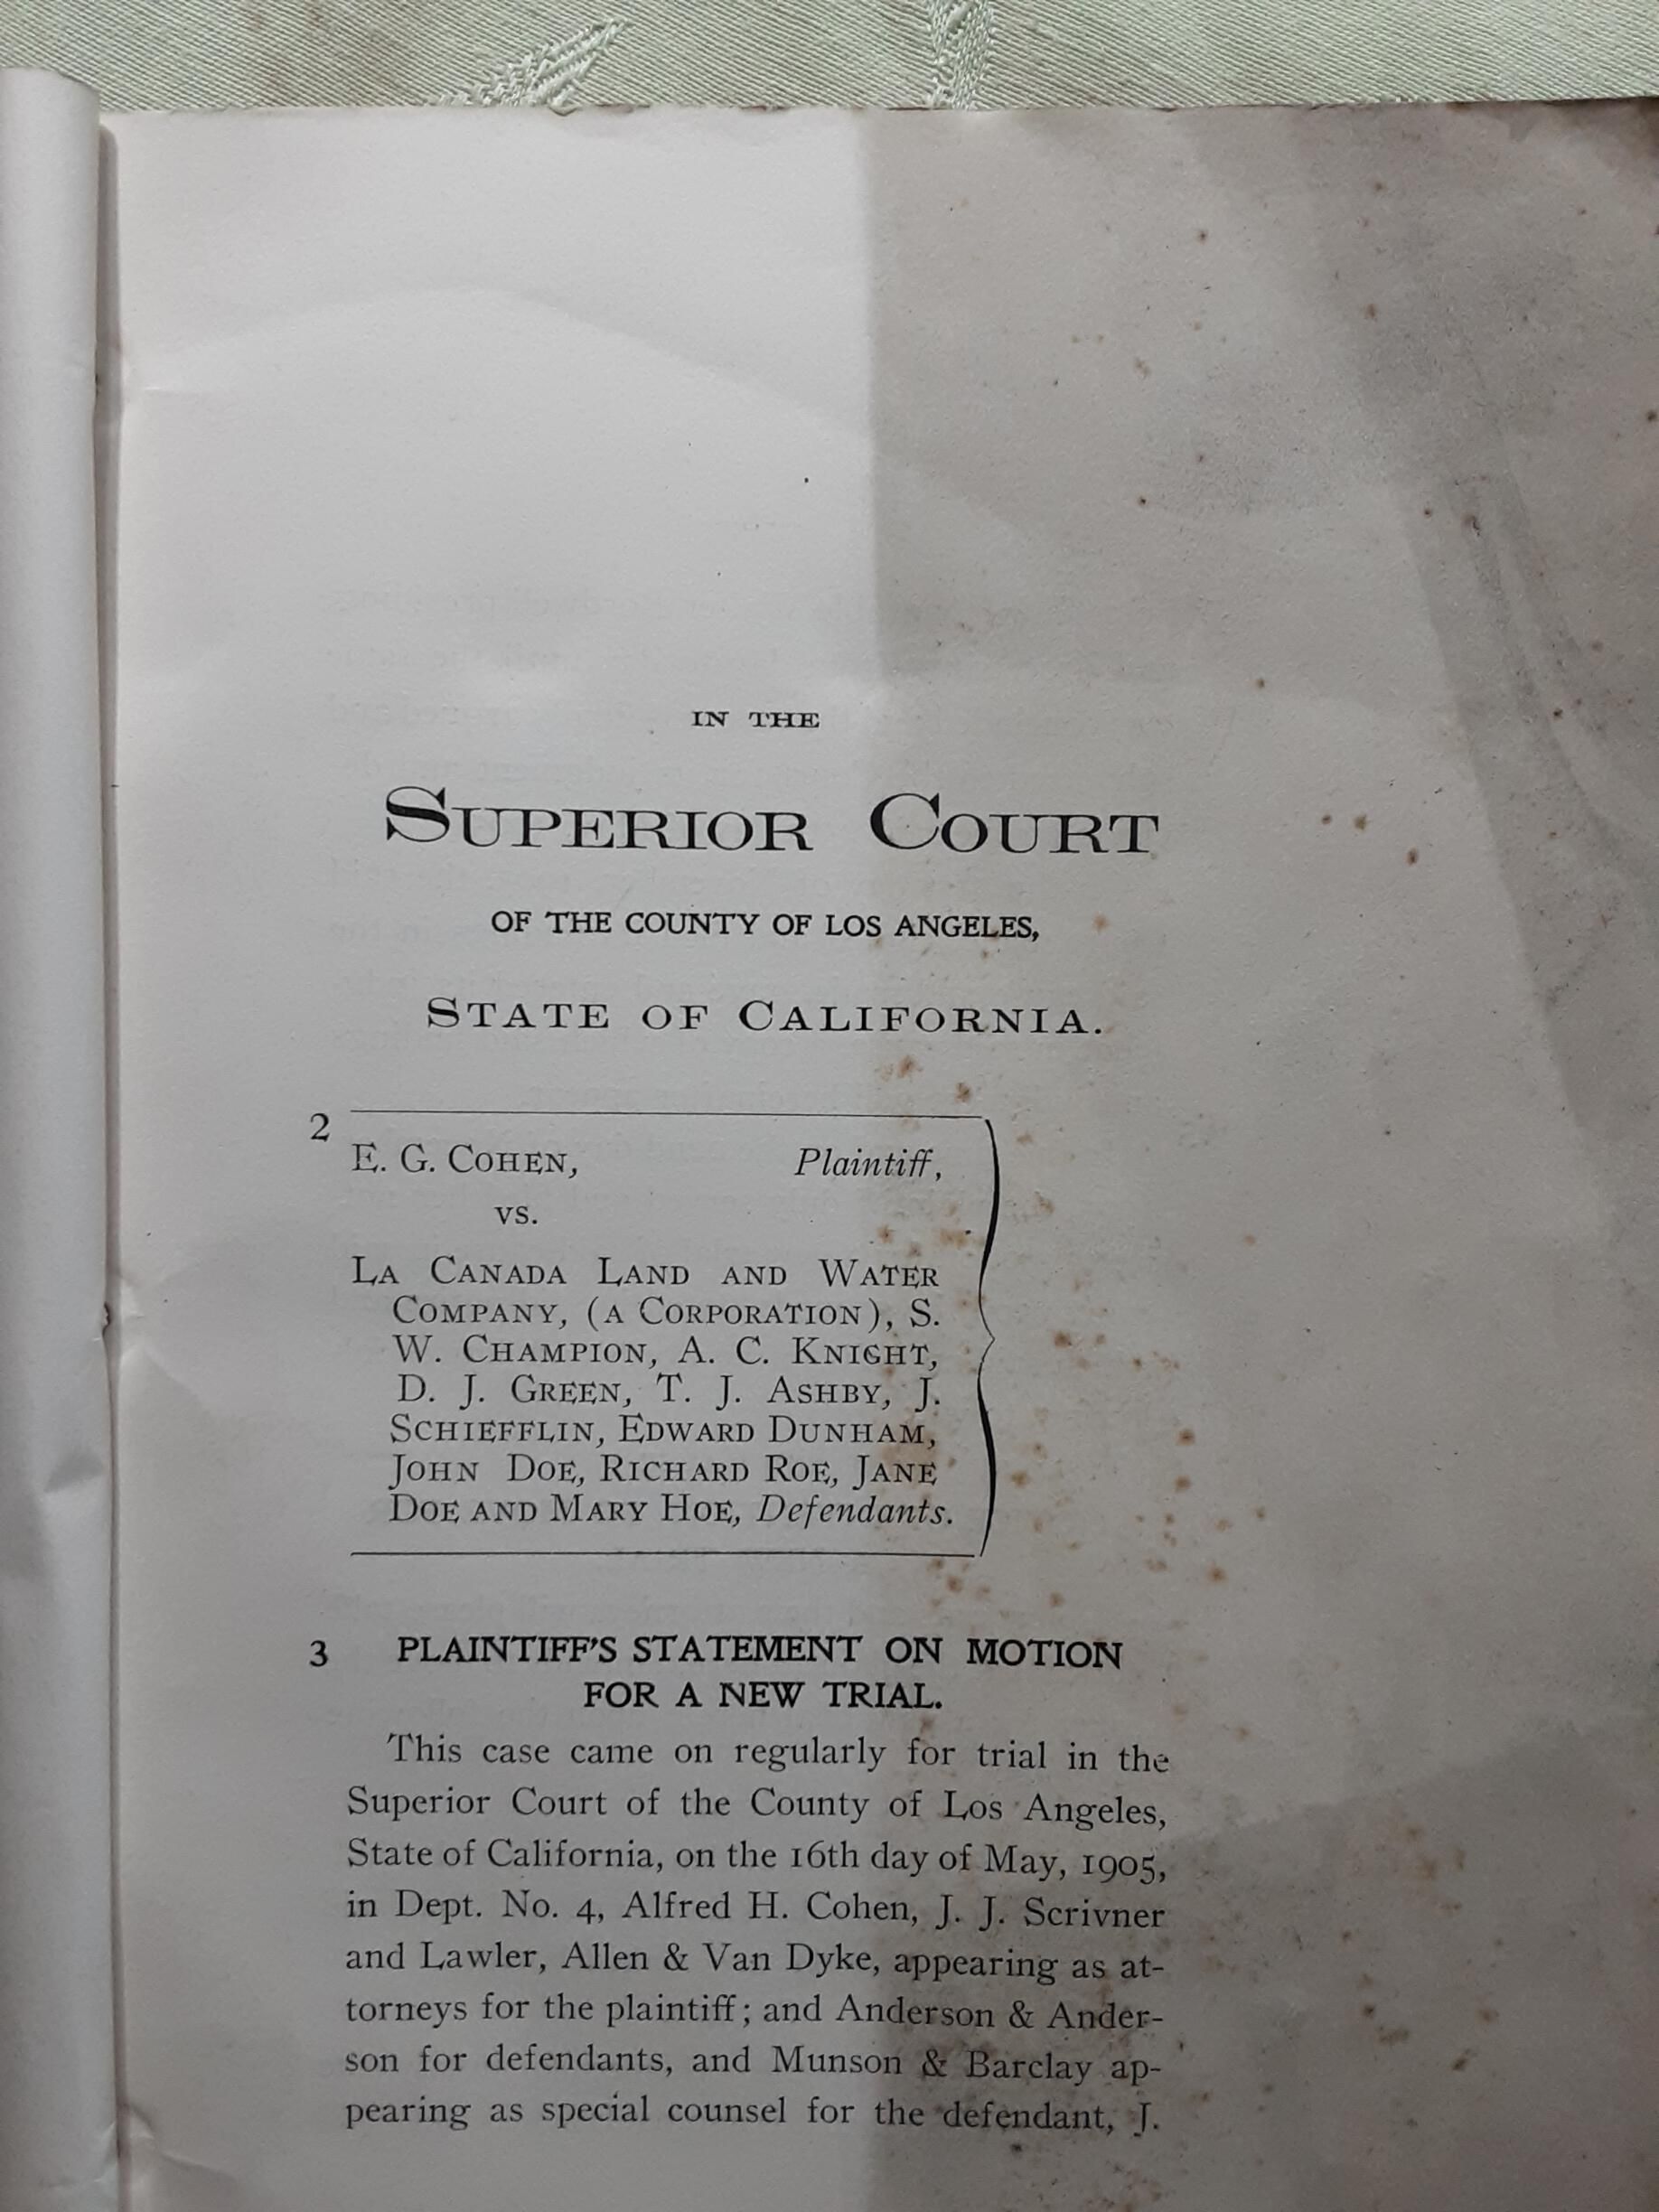 IN THE
SUPERIOR COURT
OF THE COUNTY OF LOS ANGELES,
STATE OF CALIFORNIA.
2
E. G. COHEN, Plaintiff,
vs.
LA CANADA LAND AND WATER
COMPANY, (A CORPORATION), S.
W. CHAMPION, A. C. KNIGHT,
D. J. GREEN, T. J. ASHBY, J.
SCHIEFFLIN, EDWARD DUNHAM,
JOHN DOE, RICHARD ROE, JANE
DOE AND MARY HOE, Defendants.
3 PLAINTIFF'S STATEMENT ON MOTION
FOR A NEW TRIAL.
This case came on regularly for trial in the
Superior Court of the County of Los Angeles,
State of California, on the 16th day of May, 1905,
in Dept. No. 4, Alfred H. Cohen, J. J. Scrivner
and Lawler, Allen & Van Dyke, appearing as at-
torneys for the plaintiff; and Anderson & Ander-
son for defendants, and Munson & Barclay ap-
pearing as special counsel for the defendant, J.